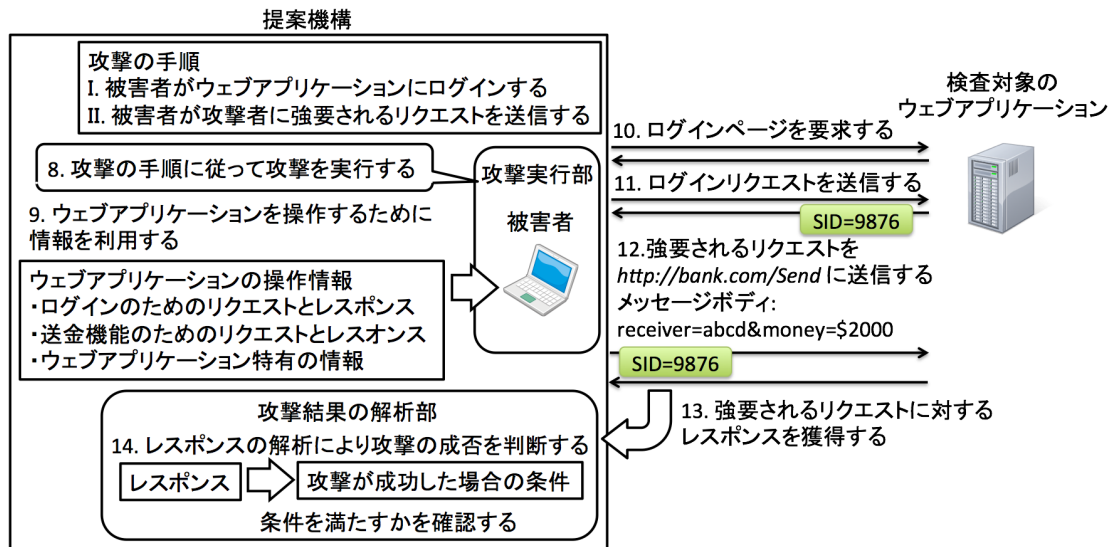 提案機構
攻撃の手順
I. 被害者がウェブアプリケーションにログインする
II. 被害者が攻撃者に強要されるリクエストを送信する
検査対象の
ウェブアプリケーション
8. 攻撃の手順に従って攻撃を実行する
攻撃実行部
被害者
9. ウェブアプリケーションを操作するために
情報を利用する
ウェブアプリケーションの操作情報
・ログインのためのリクエストとレスポンス
・送金機能のためのリクエストとレスオンス
・ウェブアプリケーション特有の情報
10. ログインページを要求する
11. ログインリクエストを送信する
SID=9876
12.強要されるリクエストを
http://bank.com/Send に送信する
メッセージボディ:
receiver=abcd&money=$2000
SID=9876
13. 強要されるリクエストに対する
レスポンスを獲得する
攻撃結果の解析部
14. レスポンスの解析により攻撃の成否を判断する
レスポンス
攻撃が成功した場合の条件
条件を満たすかを確認する